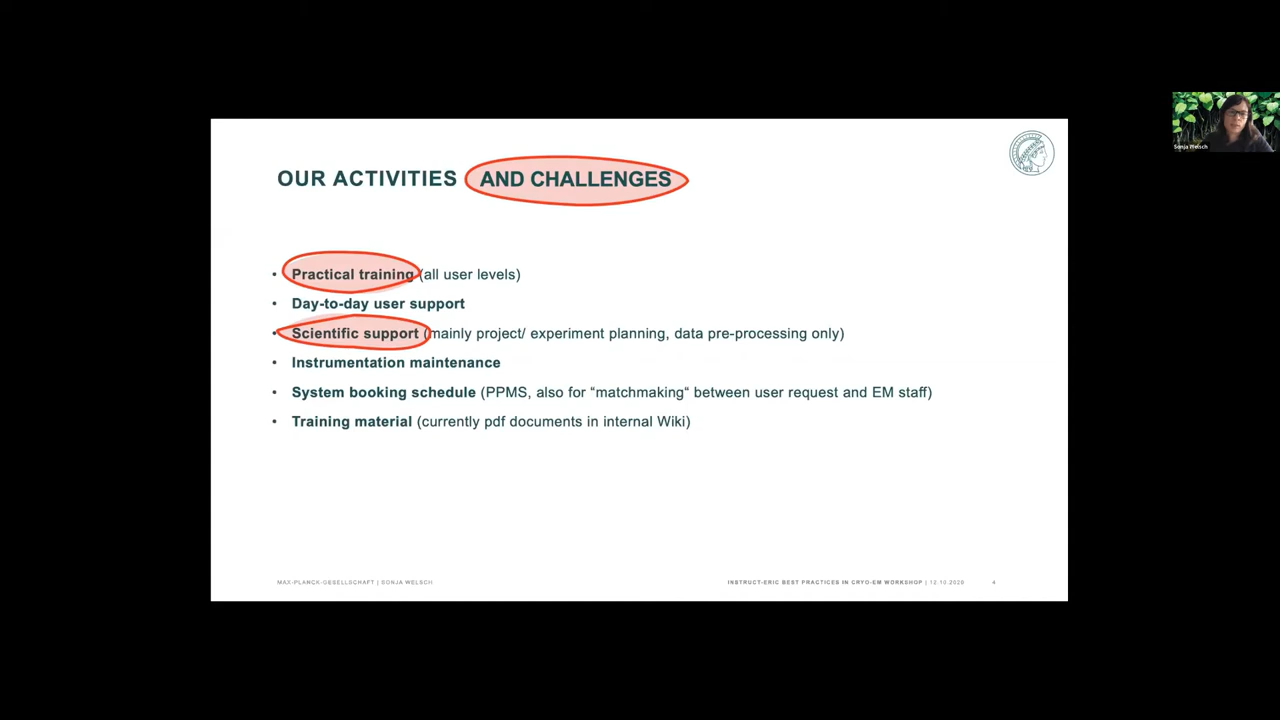 OUR ACTIVITIES AND CHALLENGES
Sonja Welsch
• Practical training (all user levels)
• Day-to-day user support
• Scientific support (mainly project/ experiment planning, data pre-processing only)
• Instrumentation maintenance
• System booking schedule (PPMS, also for “matchmaking“ between user request and EM staff)
• Training material (currently pdf documents in internal Wiki)
MAX-PLANCK-GESELLSCHAFT | SONJA WELSCH
INSTRUCT-ERIC BEST PRACTICES IN CRYO-EM WORKSHOP | 12.10.2020 4